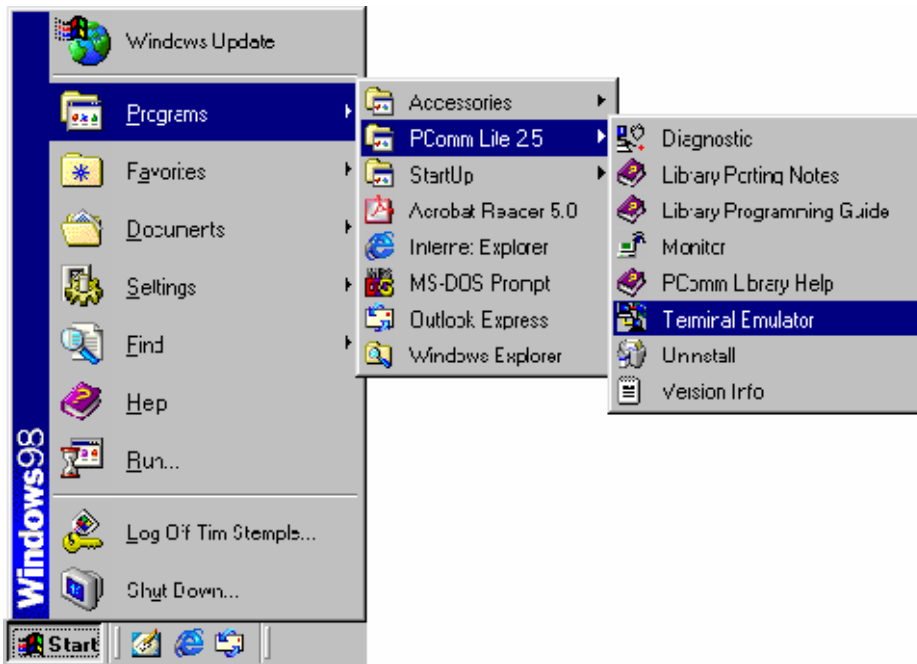 Windows Update
Programs
Favorites
Documents
Settings
Find
Help
Run...
Log Off Tim Stemple...
Shut Down...
Windows98
Start
Accessories
PComm Lite 2.5
StartUp
Acrobat Reader 5.0
Internet Explorer
MS-DOS Prompt
Outlook Express
Windows Explorer
Diagnostic
Library Porting Notes
Library Programming Guide
Monitor
PComm Library Help
Terminal Emulator
Uninstall
Version Info